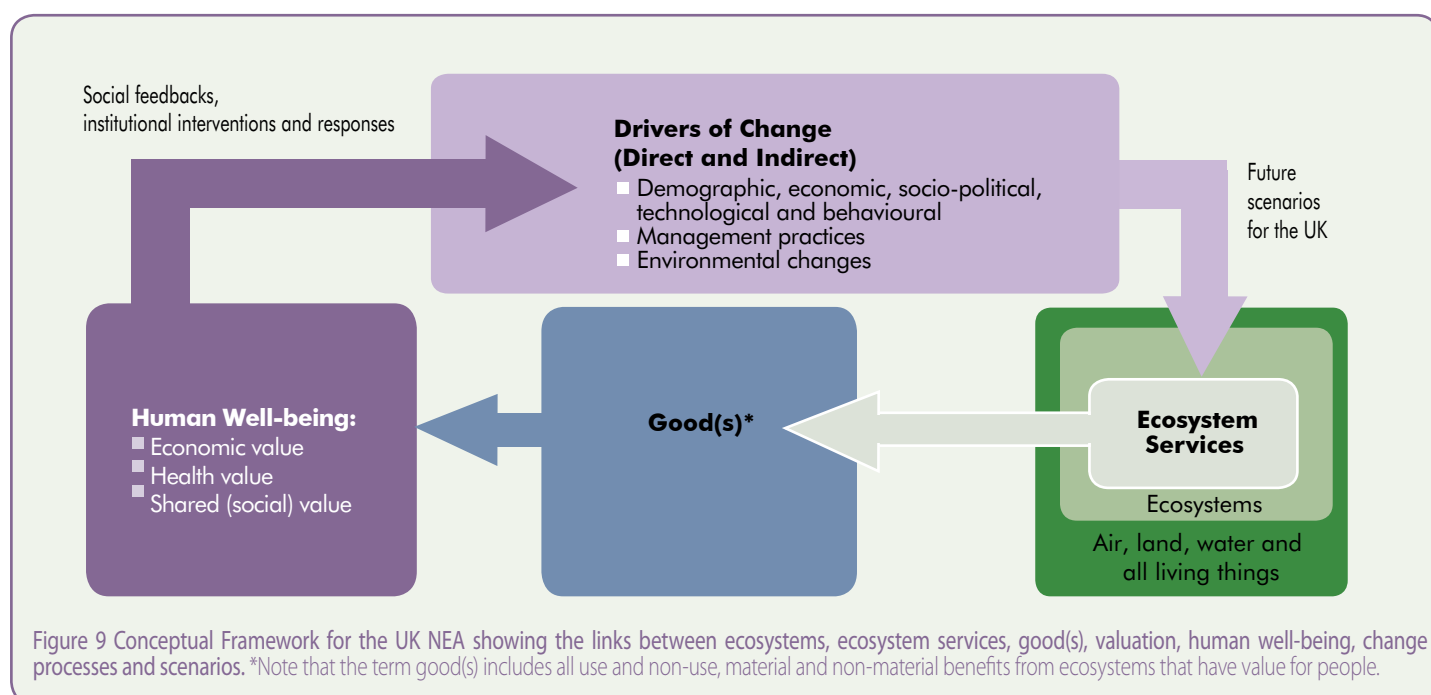 Social feedbacks,
institutional interventions and responses
Drivers of Change
(Direct and Indirect)
Demographic, economic, socio-political,
technological and behavioural
Management practices
Environmental changes
Future
scenarios
for the UK
Human Well-being:
Economic value
Health value
Shared (social) value
Good(s)*
Ecosystem
Services
Ecosystems
Air, land, water and
all living things
Figure 9 Conceptual Framework for the UK NEA showing the links between ecosystems, ecosystem services, good(s), valuation, human well-being, change
processes and scenarios. *Note that the term good(s) includes all use and non-use, material and non-material benefits from ecosystems that have value for people.